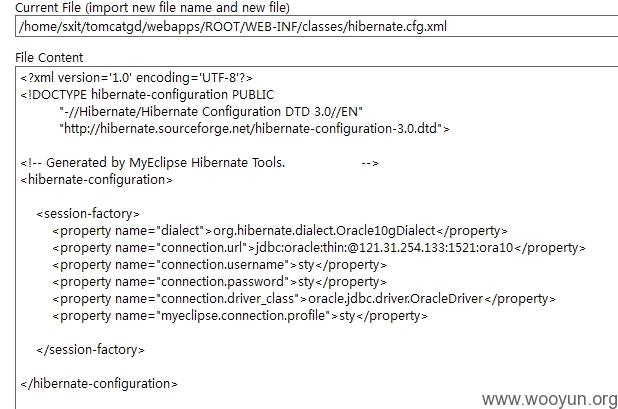 Current File (import new file name and new file)
/home/sxit/tomcatgd/webapps/ROOT/WEB-INF/classes/hibernate.cfg.xml
File Content
<?xml version='1.0' encoding='UTF-8'?>
<!DOCTYPE hibernate-configuration PUBLIC
"-//Hibernate/Hibernate Configuration DTD 3.0//EN"
"http://hibernate.sourceforge.net/hibernate-configuration-3.0.dtd">
<!-- Generated by MyEclipse Hibernate Tools. -->
<hibernate-configuration>
<session-factory>
<property name="dialect">org.hibernate.dialect.Oracle10gDialect</property>
<property name="connection.url">jdbc:oracle:thin:@121.31.254.133:1521:ora10</property>
<property name="connection.username">sty</property>
<property name="connection.password">sty</property>
<property name="connection.driver_class">oracle.jdbc.driver.OracleDriver</property>
<property name="myeclipse.connection.profile">sty</property>
</session-factory>
</hibernate-configuration>
www.wooyun.org